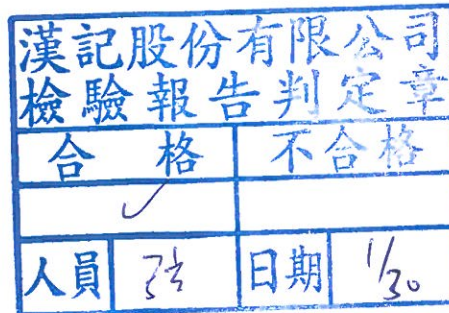 漢記股份有限公司
檢驗報告判定章
合格 不合格
✓
人員 日期 1/30